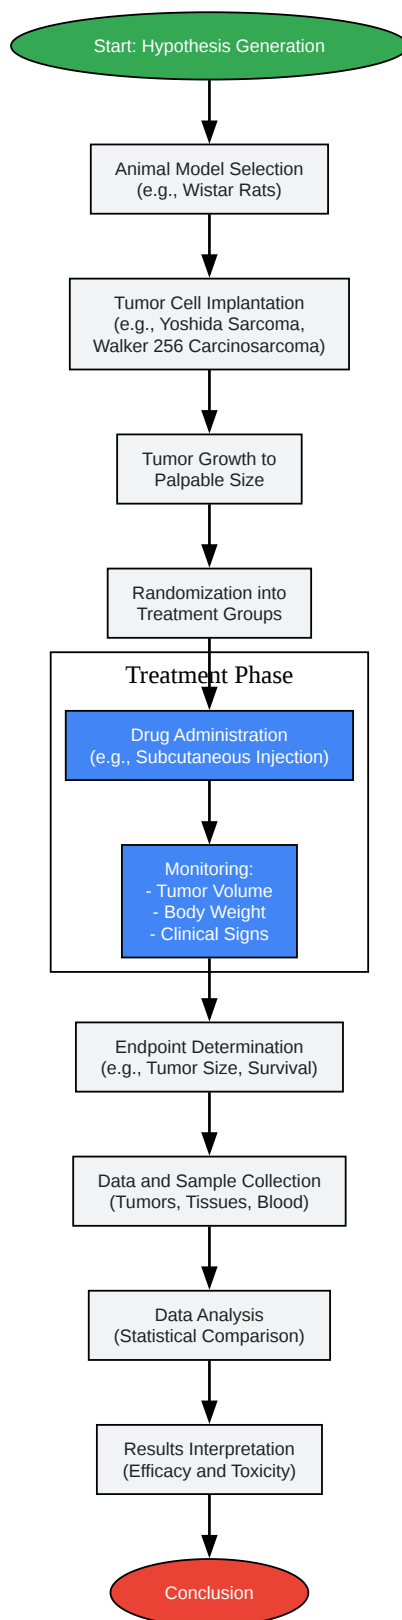 Start: Hypothesis Generation
Animal Model Selection
(e.g., Wistar Rats)
Tumor Cell Implantation
(e.g., Yoshida Sarcoma,
Walker 256 Carcinosarcoma)
Tumor Growth to
Palpable Size
Randomization into
Treatment Groups
Treatment Phase
Drug Administration
(e.g., Subcutaneous Injection)
Monitoring:
- Tumor Volume
- Body Weight
- Clinical Signs
Endpoint Determination
(e.g., Tumor Size, Survival)
Data and Sample Collection
(Tumors, Tissues, Blood)
Data Analysis
(Statistical Comparison)
Results Interpretation
(Efficacy and Toxicity)
Conclusion